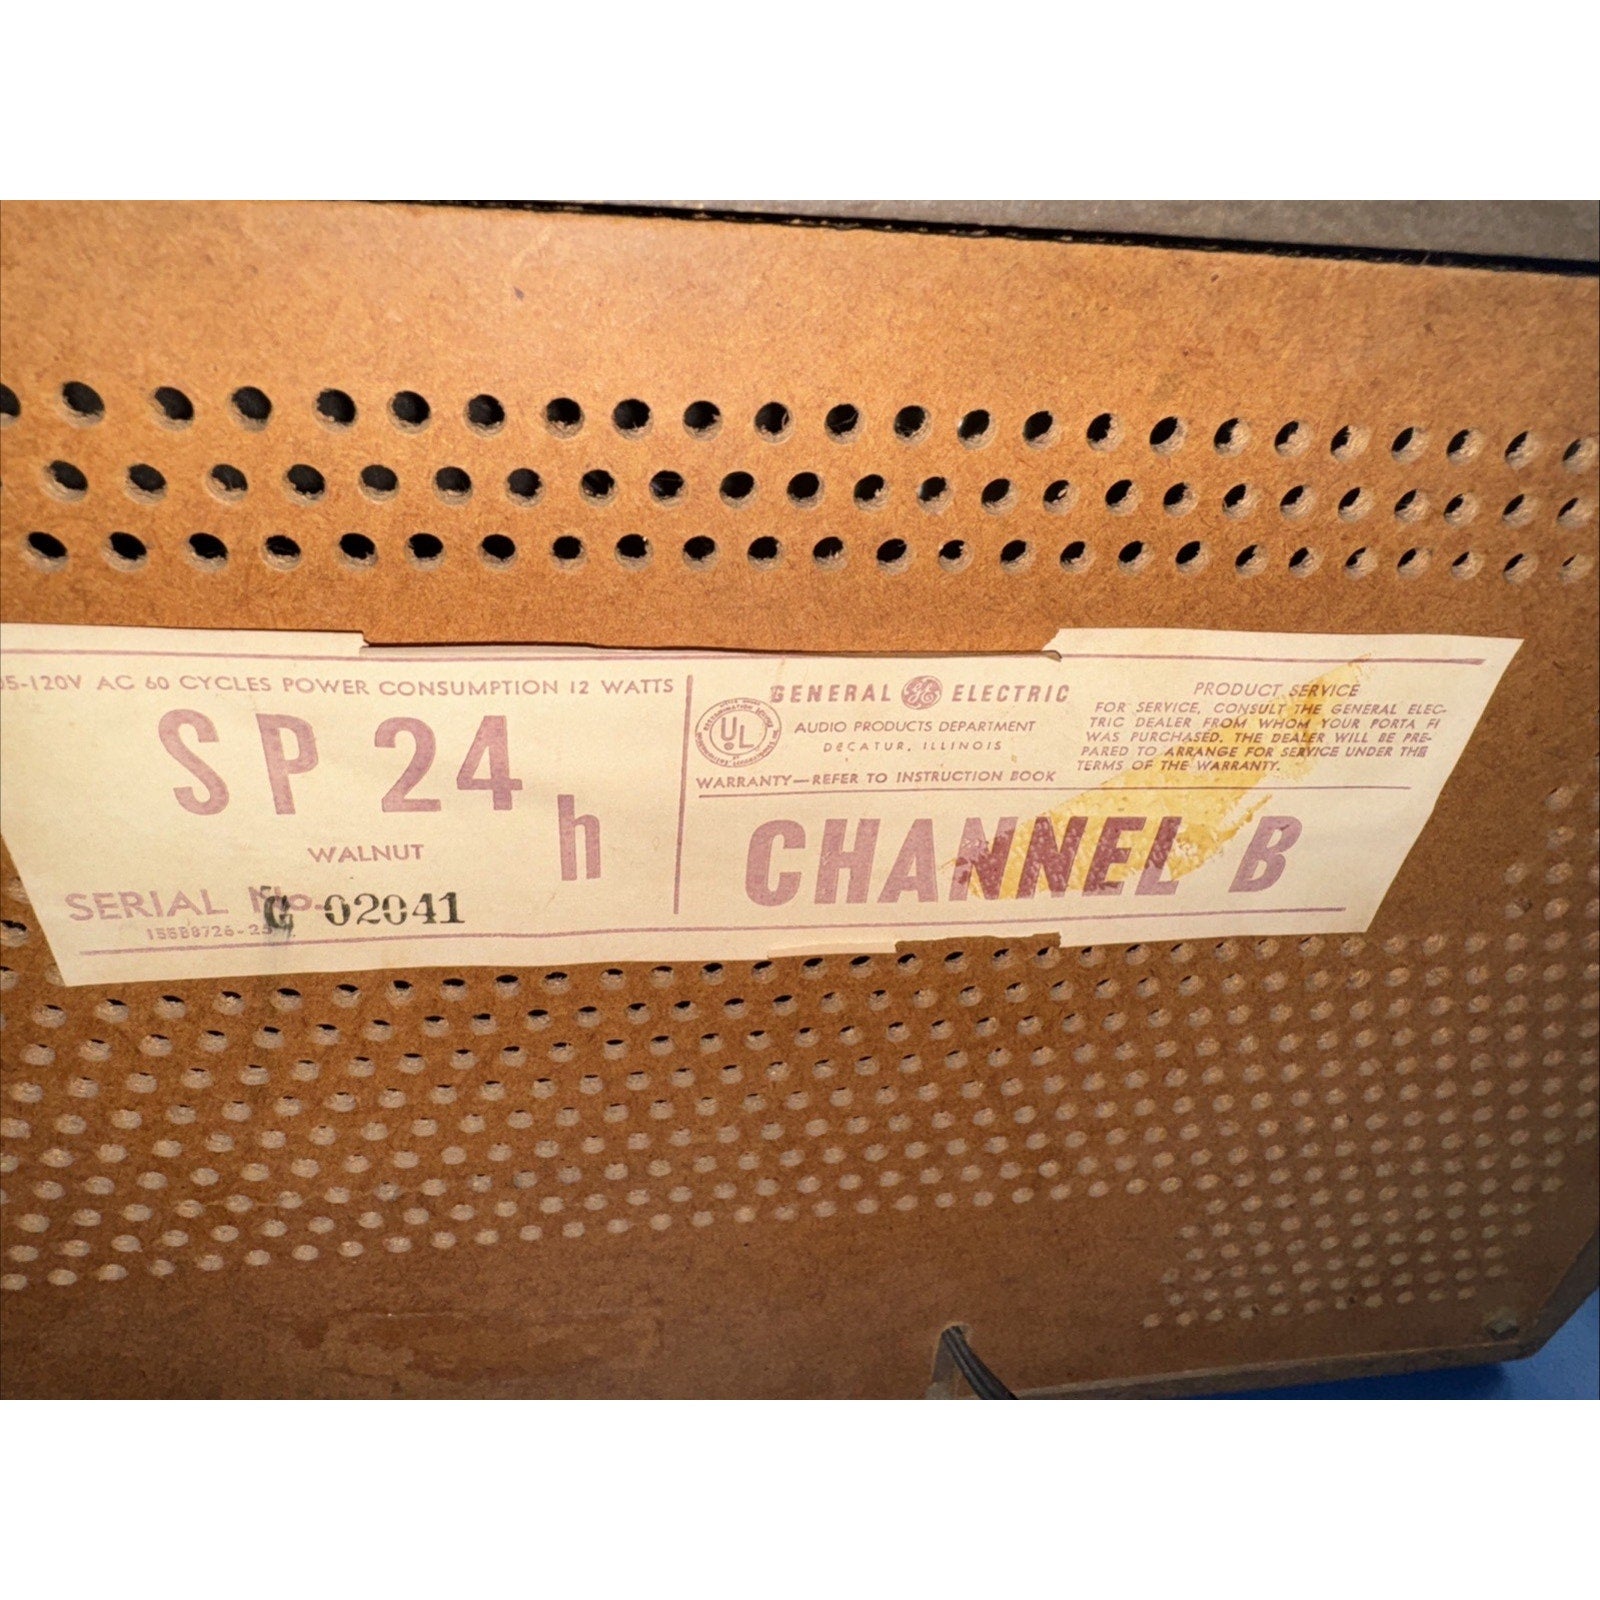 5-120V AC 60 CYCLES POWER CONSUMPTION 12 WATTS
SP 24
h
WALNUT
SERIAL No.
G 02041
UL
GENERAL GE ELECTRIC
AUDIO PRODUCTS DEPARTMENT
DECATUR, ILLINOIS
WARRANTY—REFER TO INSTRUCTION BOOK
PRODUCT SERVICE
FOR SERVICE, CONSULT THE GENERAL ELEC-
TRIC DEALER FROM WHOM YOUR PORTA FI
WAS PURCHASED. THE DEALER WILL BE PRE-
PARED TO ARRANGE FOR SERVICE UNDER THE
TERMS OF THE WARRANTY.
CHANNEL B